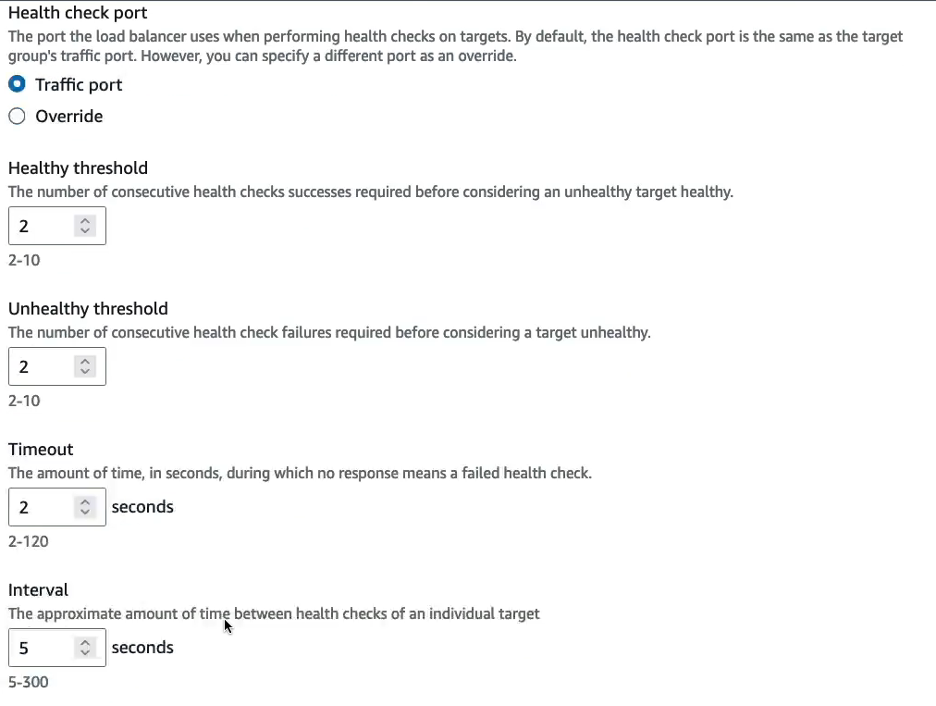 Health check port
The port the load balancer uses when performing health checks on targets. By default, the health check port is the same as the target
group's traffic port. However, you can specify a different port as an override.
Traffic port
Override
Healthy threshold
The number of consecutive health checks successes required before considering an unhealthy target healthy.
2
2-10
Unhealthy threshold
The number of consecutive health check failures required before considering a target unhealthy.
2
2-10
Timeout
The amount of time, in seconds, during which no response means a failed health check.
2 seconds
2-120
Interval
The approximate amount of time between health checks of an individual target
5 seconds
5-300